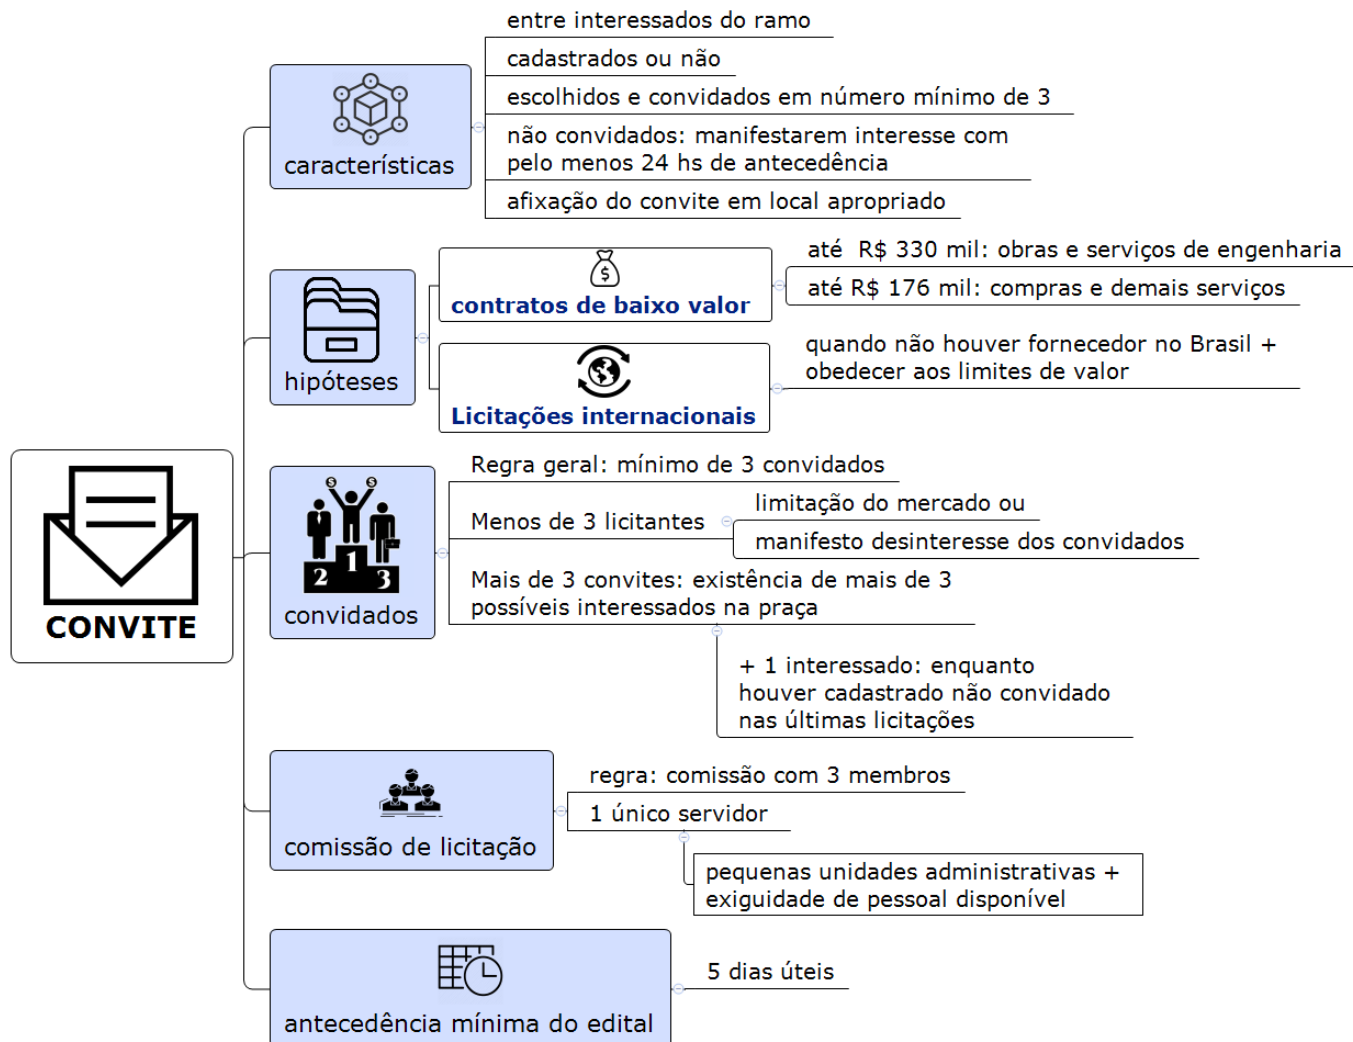 entre interessados do ramo
cadastrados ou não
escolhidos e convidados em número mínimo de 3
não convidados: manifestarem interesse com
pelo menos 24 hs de antecedência
afixação do convite em local apropriado
característícas
até R$ 330 mil: obras e serviços de engenharia
até R$ 176 mil: compras e demais serviços
$
contratos de baixo valor
quando não houver fornecedor no Brasil +
obedecer aos limites de valor
Licitações internacionais
hipóteses
Regra geral: mínimo de 3 convidados
Menos de 3 licitantes
limitação do mercado ou
manifesto desinteresse dos convidados
Mais de 3 convites: existência de mais de 3
possíveis interessados na praça
+ 1 interessado: enquanto
houver cadastrado não convidado
nas últimas licitações
$ $
2 1 3
convidados
CONVITE
regra: comissão com 3 membros
1 único servidor
pequenas unidades administrativas +
exiguidade de pessoal disponível
comissão de licitação
5 dias úteis
antecedência mínima do edital